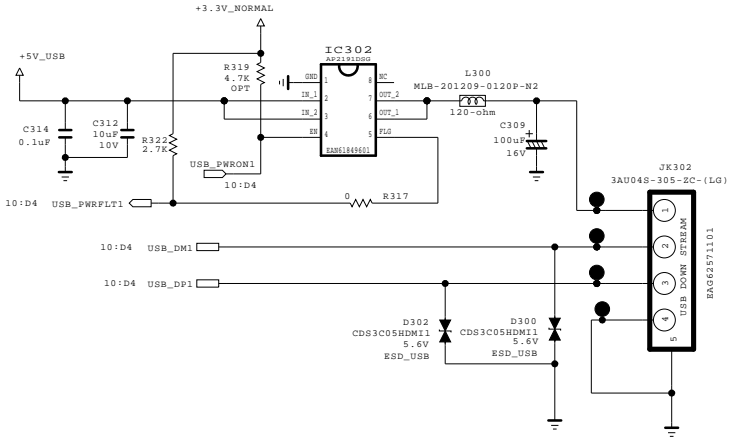 +3.3V_NORMAL
+5V_USB
IC302
AP2191DSG
R319
4.7K
OPT
GND
1
8
NC
L300
MLB-201209-0120P-N2
120-ohm
IN_1
2
7
OUT_2
IN_2
3
6
OUT_1
EN
4
5
FLG
EAN61849601
C314
0.1uF
C312
10uF
10V
R322
2.7K
C309
100uF
16V
+
USB_PWRON1
10:D4
10:D4
USB_PWRFLT1
0
R317
JK302
3AU04S-305-ZC-(LG)
1
2
3
4
5
USB DOWN STREAM
EAG62571101
10:D4
USB_DM1
10:D4
USB_DP1
D302
CDS3C05HDMI1
5.6V
ESD_USB
D300
CDS3C05HDMI1
5.6V
ESD_USB